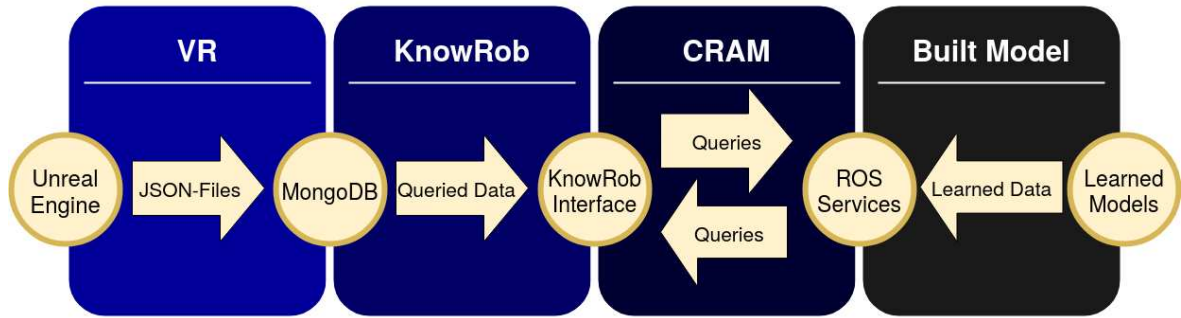 VR
KnowRob
CRAM
Built Model
Unreal
Engine
JSON-Files
MongoDB
Queried Data
KnowRob
Interface
Queries
Queries
ROS
Services
Learned Data
Learned
Models